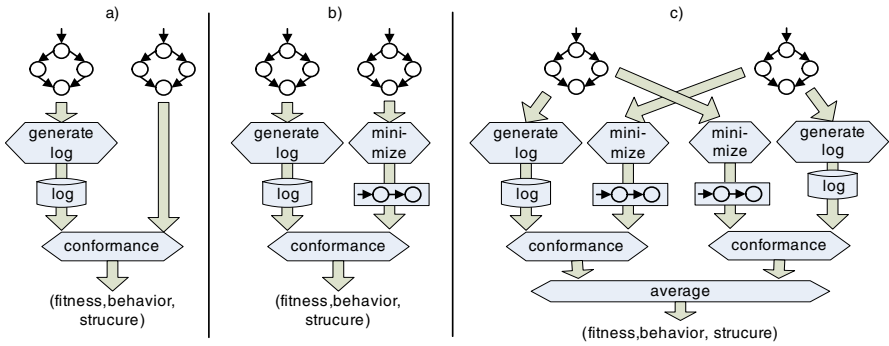 a)
generate
log
log
conformance
(fitness,behavior,
strucure)
b)
generate
log
mini-
mize
log
conformance
(fitness,behavior,
strucure)
c)
generate
log
mini-
mize
mini-
mize
generate
log
log
log
conformance
conformance
average
(fitness,behavior, strucure)